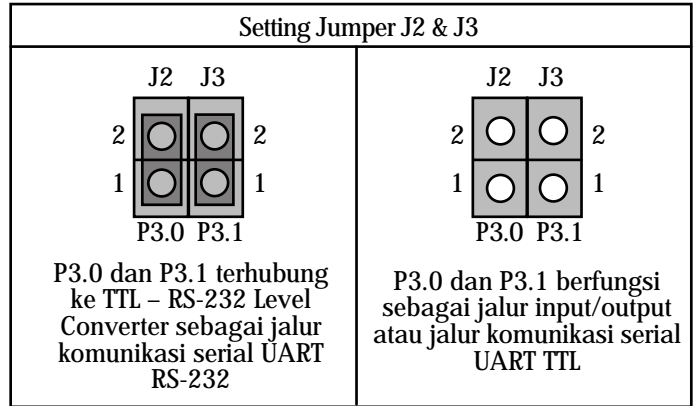 Setting Jumper J2 & J3
J2 J3
2 2
1 1
P3.0 P3.1
P3.0 dan P3.1 terhubung
ke TTL – RS-232 Level
Converter sebagai jalur
komunikasi serial UART
RS-232
J2 J3
2 2
1 1
P3.0 P3.1
P3.0 dan P3.1 berfungsi
sebagai jalur input/output
atau jalur komunikasi serial
UART TTL